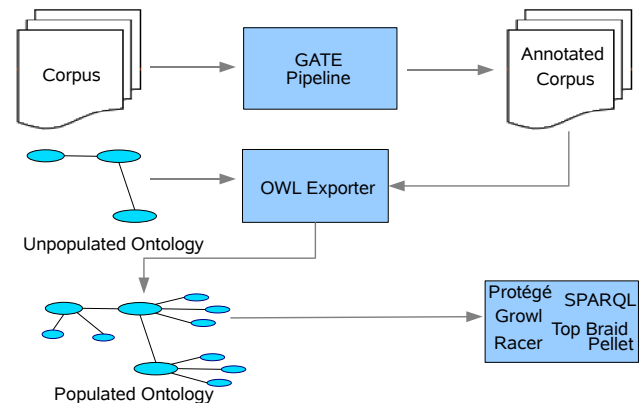 Corpus
GATE
Pipeline
Annotated
Corpus
OWL Exporter
Unpopulated Ontology
Protégé
SPARQL
Growl
Top Braid
Racer
Pellet
Populated Ontology